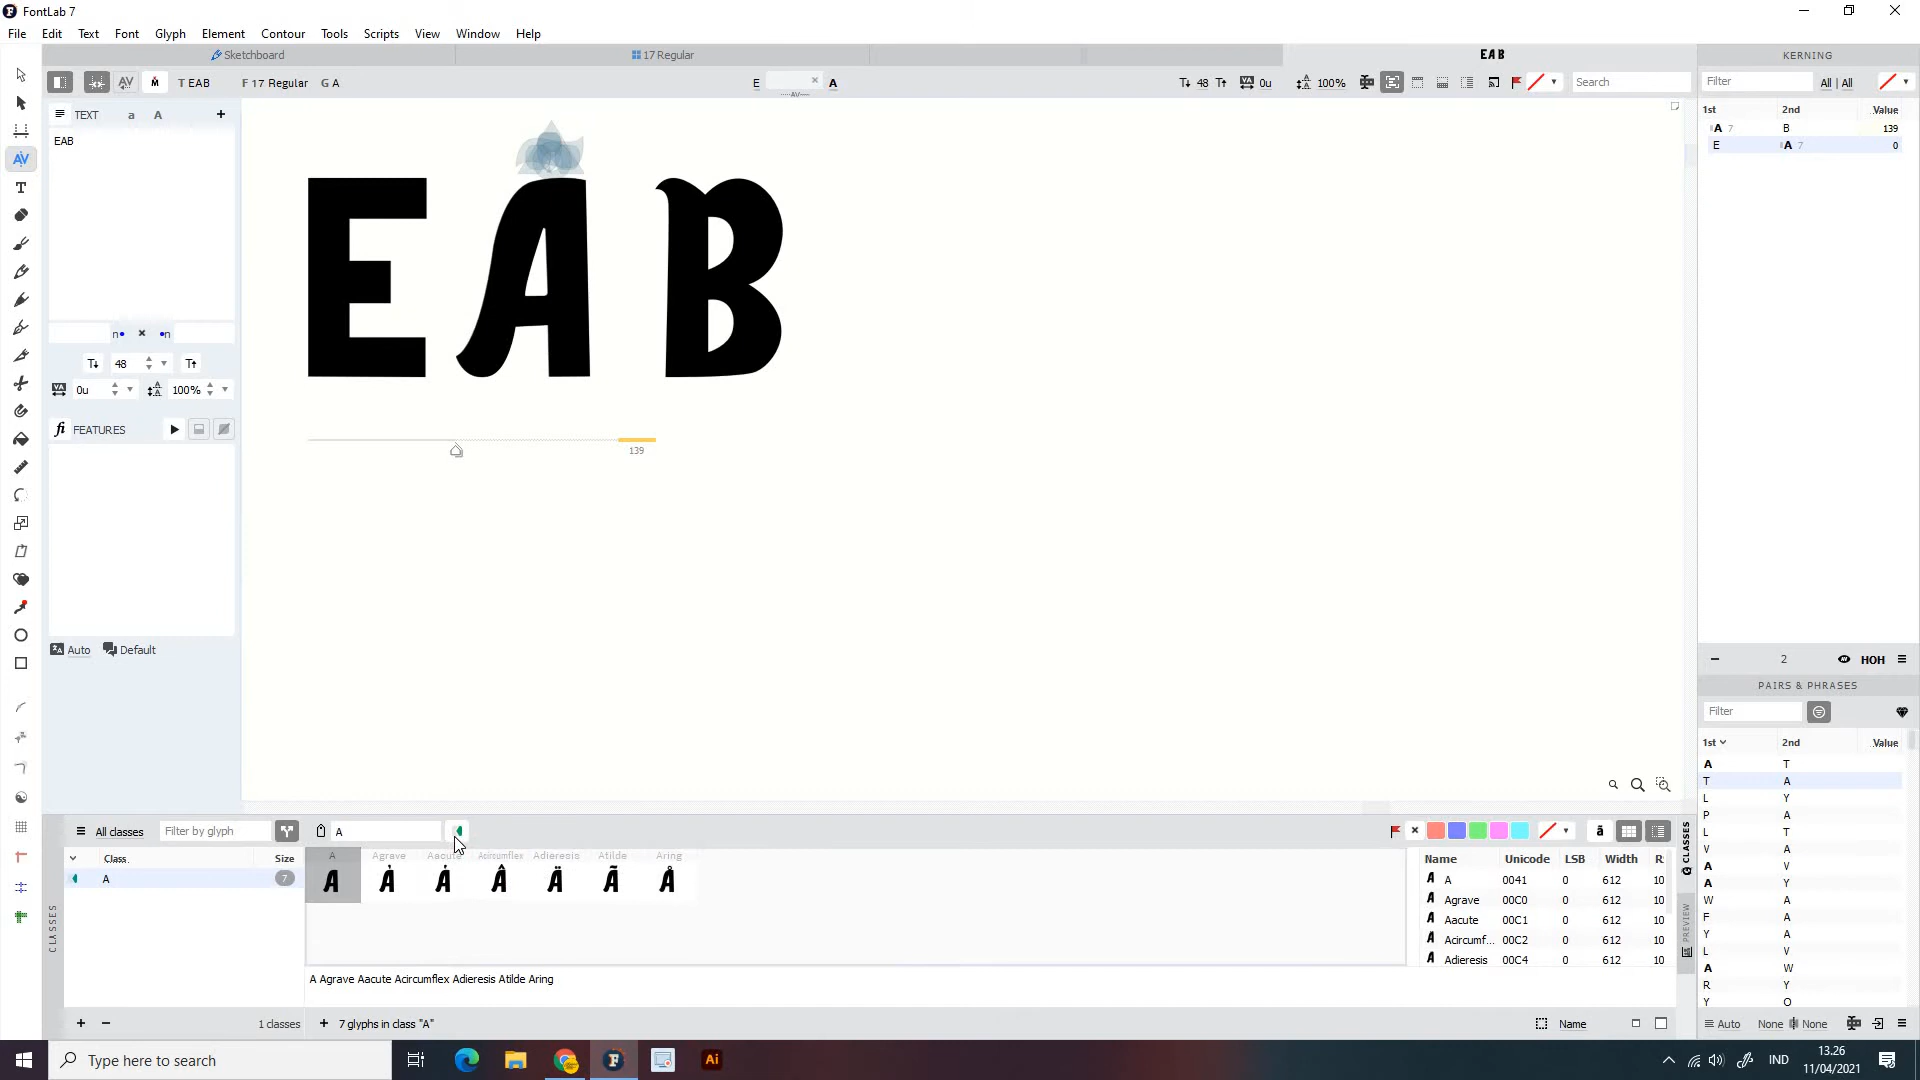 FontLab 7
File Edit Text Font Glyph Element Contour Tools Scripts View Window Help
Sketchboard
17 Regular
EAB
KERNING
T EAB
F 17 Regular
G A
E × A
48
0u
100%
Search
Filter
All | All
TEXT a A +
EAB
1st 2nd Value
A 7 B 139
E A 7 0
EAB
139
48
0u
100%
FEATURES
Auto Default
2
HOH
PAIRS & PHRASES
Filter
1st 2nd Value
A T
T A
L Y
P A
L T
V A
A V
A Y
W A
F A
Y A
L V
A W
R Y
Y O
Auto None None
CLASSES
All classes
Filter by glyph
A
Class Size
A 7
1 classes
A Agrave Aacute Acircumflex Adieresis Atilde Aring
A À Á Â Ä Ã Å
A Agrave Aacute Acircumflex Adieresis Atilde Aring
7 glyphs in class "A"
ã
Name Unicode LSB Width R
A 0041 0 612 10
Agrave 00C0 0 612 10
Aacute 00C1 0 612 10
Acircumf... 00C2 0 612 10
Adieresis 00C4 0 612 10
Name
CLASSES
PREVIEW
Type here to search
Ai
IND
13.26
11/04/2021